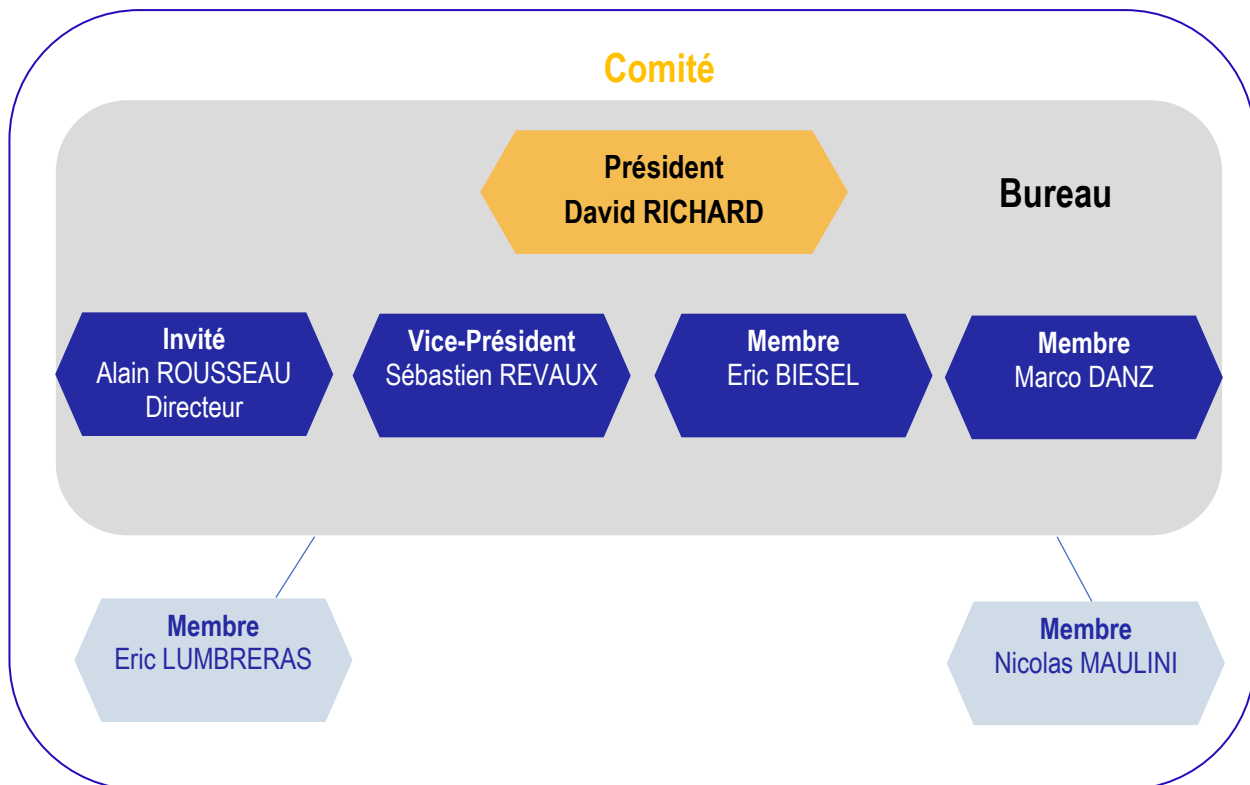 Comité
Président
David RICHARD
Bureau
Invité
Alain ROUSSEAU
Directeur
Vice-Président
Sébastien REVAUX
Membre
Eric BIESEL
Membre
Marco DANZ
Membre
Eric LUMBRERAS
Membre
Nicolas MAULINI